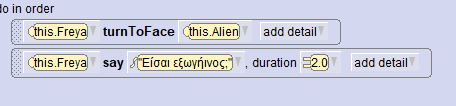 do in order
this.Freya turnToFace this.Alien add detail
this.Freya say "Είσαι εξωγήινος;" , duration 2.0 add detail